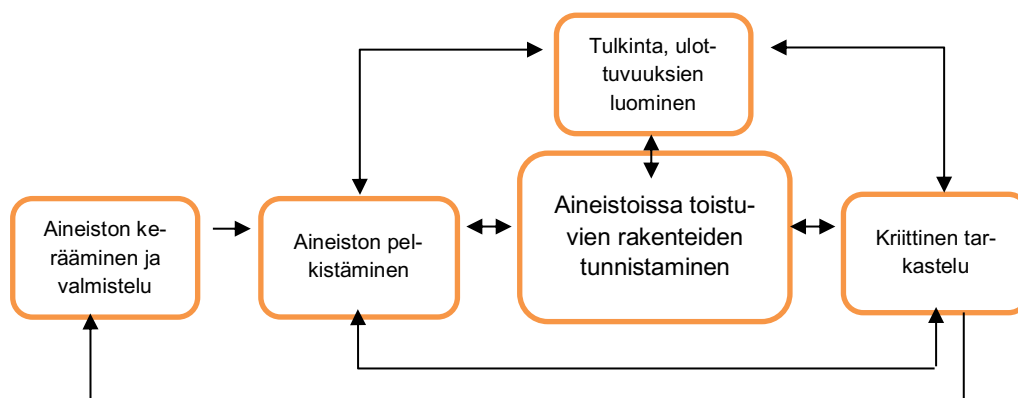 Tulkinta, ulot-
tuvuuksien
luominen
Aineiston ke-
rääminen ja
valmistelu
Aineiston pel-
kistäminen
Aineistoissa toistu-
vien rakenteiden
tunnistaminen
Kriittinen tar-
kastelu